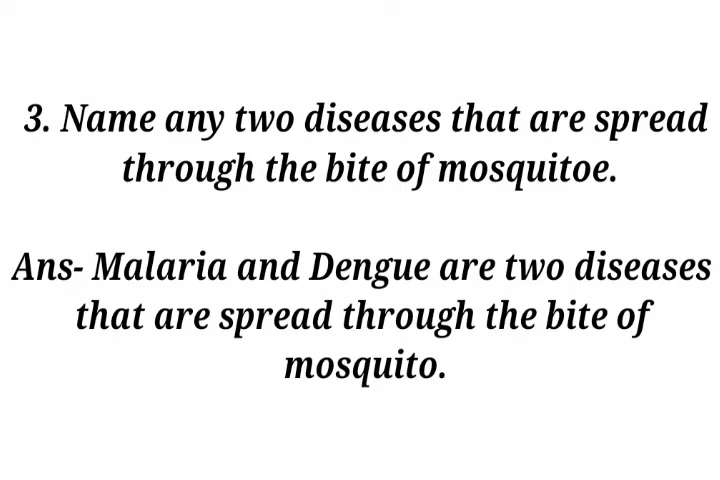 3. Name any two diseases that are spread
through the bite of mosquitoe.
Ans- Malaria and Dengue are two diseases
that are spread through the bite of
mosquito.